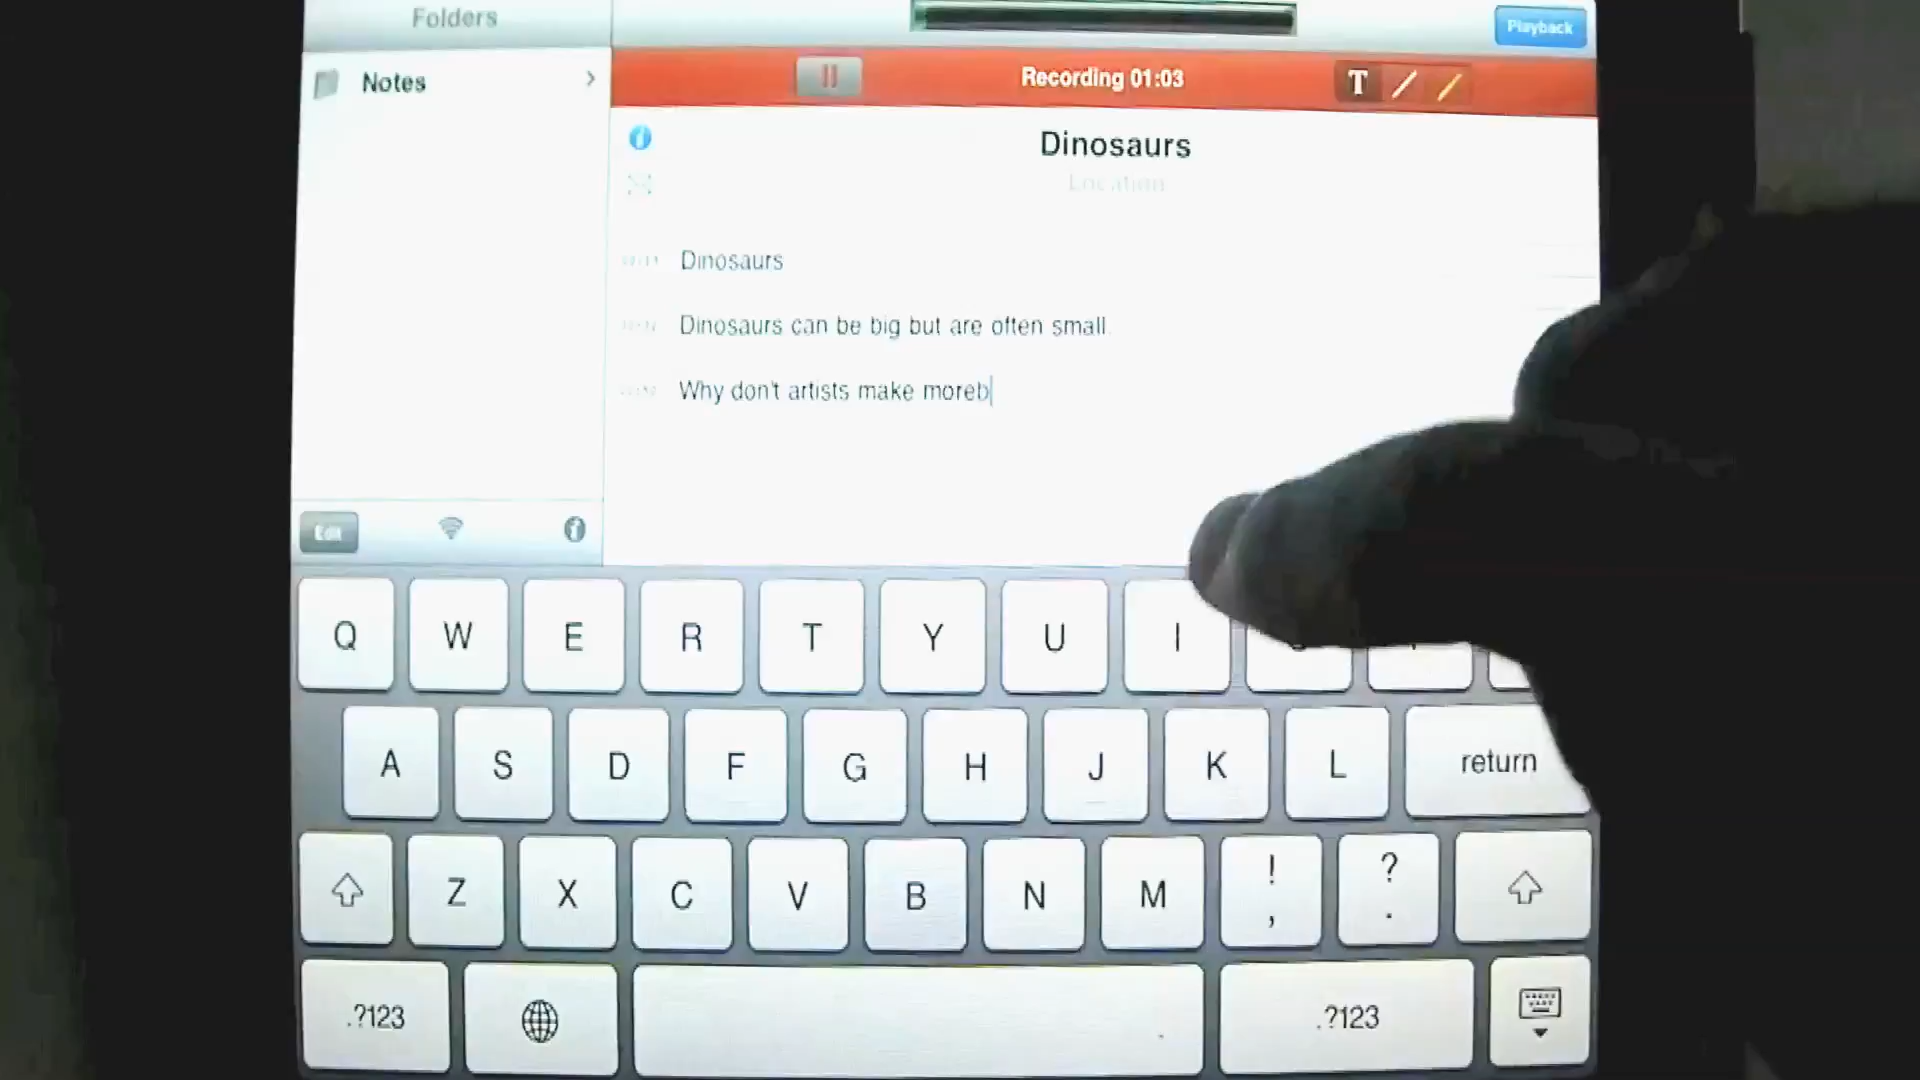 Folders
Playback
Notes
Recording 01:03
T
Dinosaurs
Location
Dinosaurs
Dinosaurs can be big but are often small.
Why don't artists make moreb
Edit
Q W E R T Y U I
A S D F G H J K L return
Z X C V B N M ! , ? .
.?123 .?123